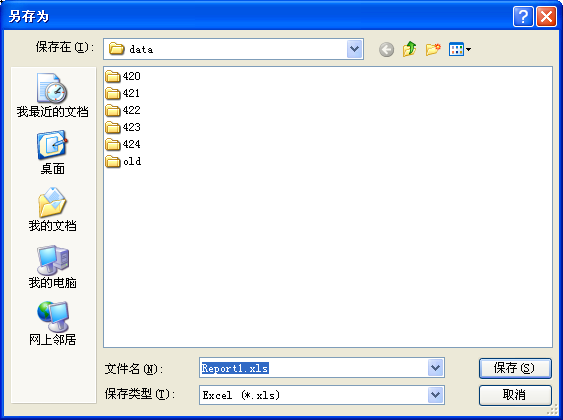 另存为
保存在(I):
data
420
421
422
423
424
old
我最近的文档
桌面
我的文档
我的电脑
网上邻居
文件名(N):
Report1.xls
保存(S)
保存类型(T):
Excel (*.xls)
取消